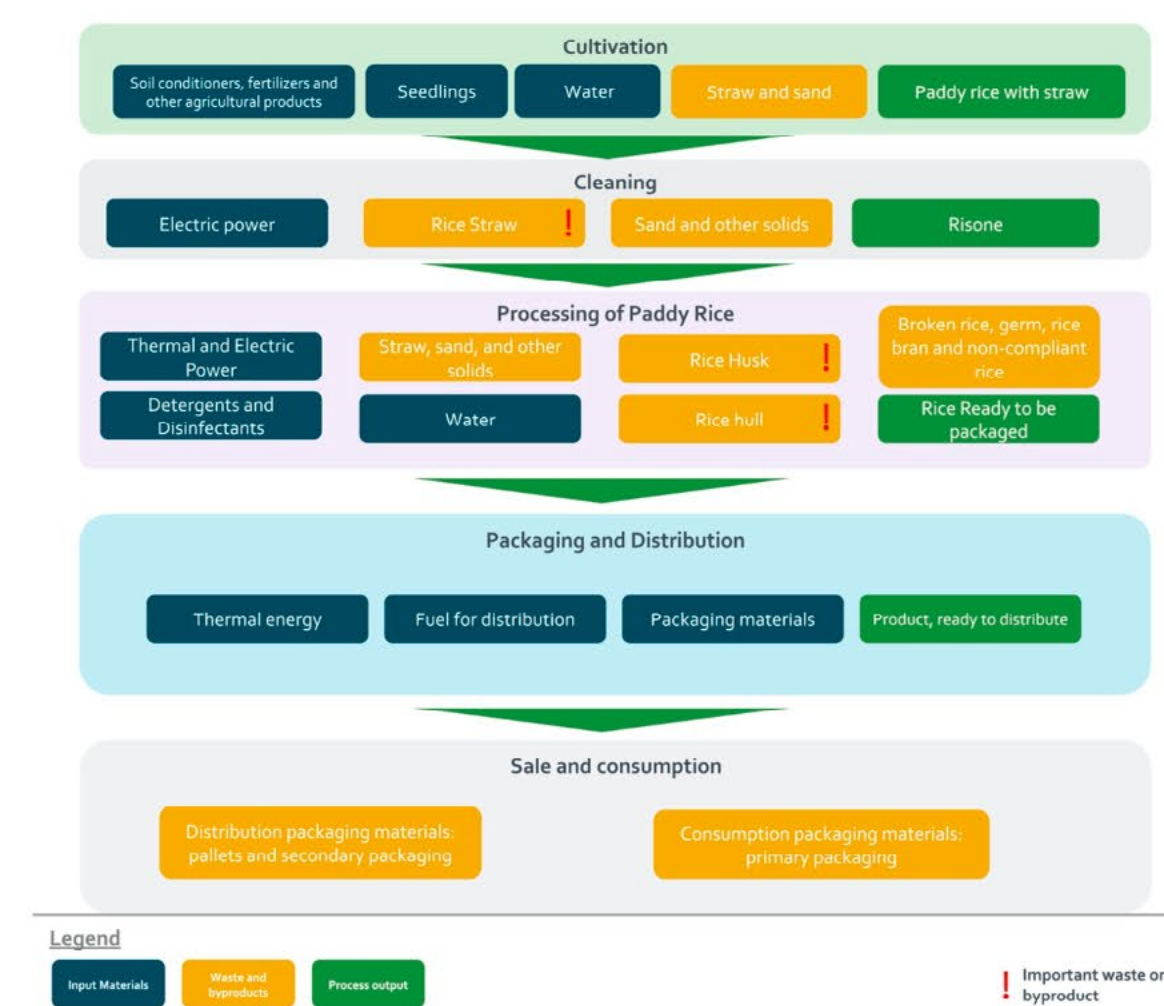 Cultivation
Soil conditioners, fertilizers and
other agricultural products
Seedlings
Water
Straw and sand
Paddy rice with straw
Cleaning
Electric power
Rice Straw
!
Sand and other solids
Risone
Processing of Paddy Rice
Thermal and Electric
Power
Straw, sand, and other
solids
Rice Husk
!
Broken rice, germ, rice
bran and non-compliant
rice
Detergents and
Disinfectants
Water
Rice hull
!
Rice Ready to be
packaged
Packaging and Distribution
Thermal energy
Fuel for distribution
Packaging materials
Product, ready to distribute
Sale and consumption
Distribution packaging materials:
pallets and secondary packaging
Consumption packaging materials:
primary packaging
Legend
Input Materials
Waste and
byproducts
Process output
! Important waste or
byproduct